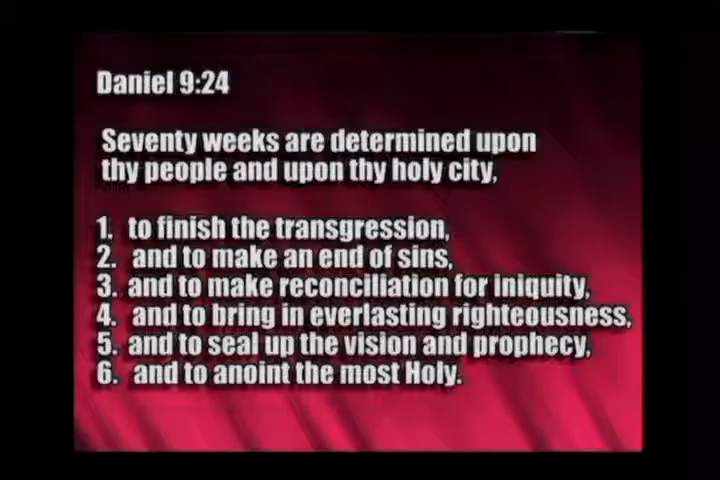 Daniel 9:24
Seventy weeks are determined upon
thy people and upon thy holy city,
1. to finish the transgression,
2. and to make an end of sins,
3. and to make reconciliation for iniquity,
4. and to bring in everlasting righteousness,
5. and to seal up the vision and prophecy,
6. and to anoint the most Holy.